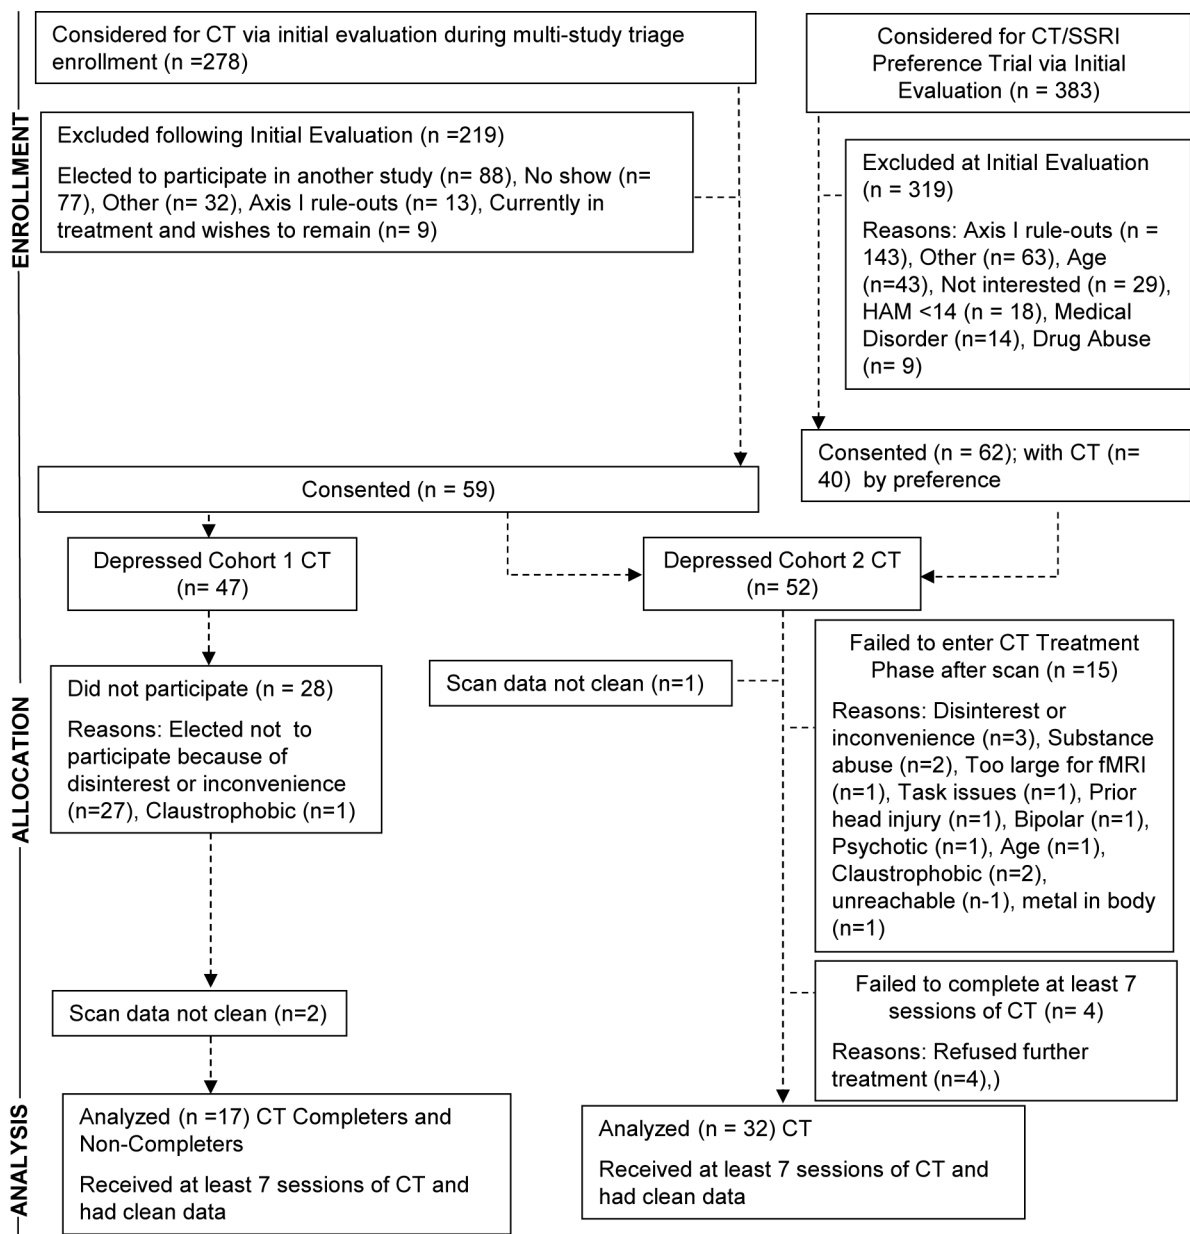 ENROLLMENT
Considered for CT via initial evaluation during multi-study triage
enrollment (n =278)
Considered for CT/SSRI
Preference Trial via Initial
Evaluation (n = 383)
Excluded following Initial Evaluation (n =219)
Elected to participate in another study (n= 88), No show (n=
77), Other (n= 32), Axis I rule-outs (n= 13), Currently in
treatment and wishes to remain (n= 9)
Excluded at Initial Evaluation
(n = 319)
Reasons: Axis I rule-outs (n =
143), Other (n= 63), Age
(n=43), Not interested (n = 29),
HAM <14 (n = 18), Medical
Disorder (n=14), Drug Abuse
(n= 9)
Consented (n = 59)
Consented (n = 62); with CT (n=
40)  by preference
ALLOCATION
Depressed Cohort 1 CT
(n= 47)
Depressed Cohort 2 CT
(n= 52)
Did not participate (n = 28)
Reasons: Elected not  to
participate because of
disinterest or inconvenience
(n=27), Claustrophobic (n=1)
Scan data not clean (n=1)
Failed to enter CT Treatment
Phase after scan (n =15)
Reasons: Disinterest or
inconvenience (n=3), Substance
abuse (n=2), Too large for fMRI
(n=1), Task issues (n=1), Prior
head injury (n=1), Bipolar (n=1),
Psychotic (n=1), Age (n=1),
Claustrophobic (n=2),
unreachable (n-1), metal in body
(n=1)
Scan data not clean (n=2)
Failed to complete at least 7
sessions of CT (n= 4)
Reasons: Refused further
treatment (n=4),)
ANALYSIS
Analyzed (n =17) CT Completers and
Non-Completers
Received at least 7 sessions of CT and
had clean data
Analyzed (n = 32) CT
Received at least 7 sessions of CT and
had clean data